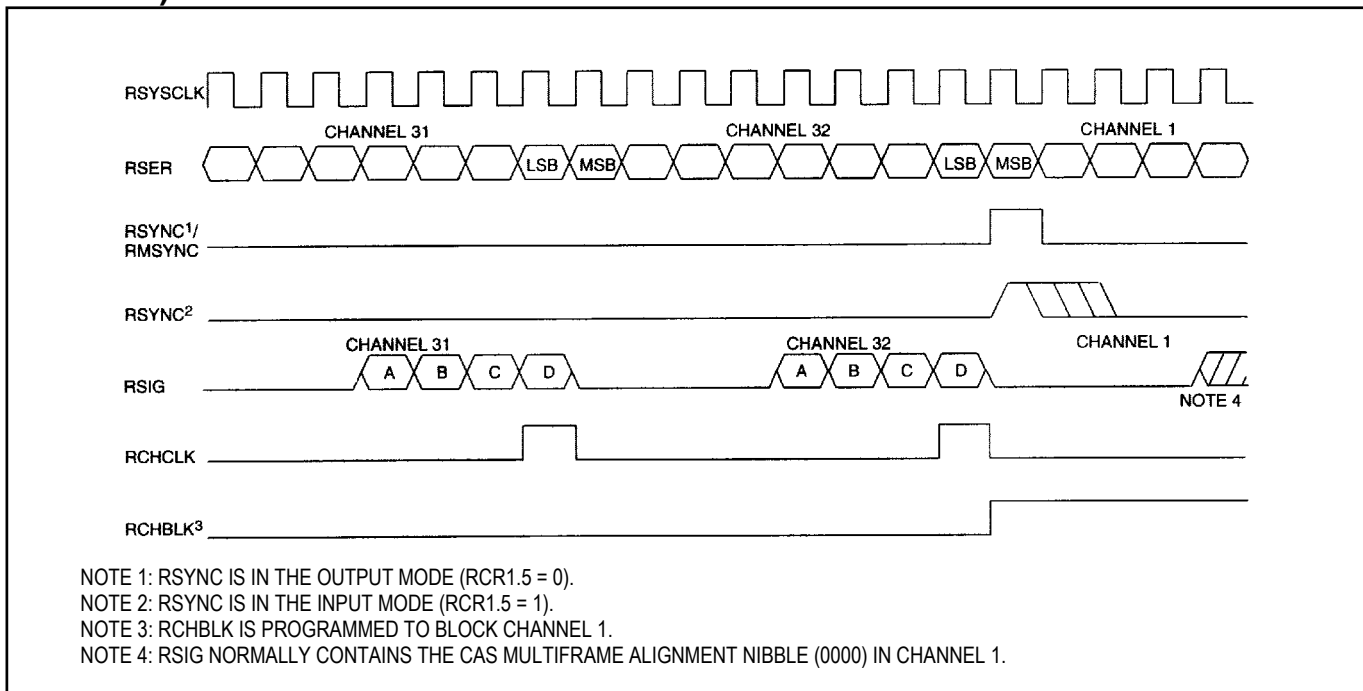 RSYSCLK
CHANNEL 31 CHANNEL 32 CHANNEL 1
RSER LSB MSB LSB MSB
RSYNC1/
RMSYNC
RSYNC2
CHANNEL 31 CHANNEL 32 CHANNEL 1
RSIG A B C D A B C D
NOTE 4
RCHCLK
RCHBLK3
NOTE 1: RSYNC IS IN THE OUTPUT MODE (RCR1.5 = 0).
NOTE 2: RSYNC IS IN THE INPUT MODE (RCR1.5 = 1).
NOTE 3: RCHBLK IS PROGRAMMED TO BLOCK CHANNEL 1.
NOTE 4: RSIG NORMALLY CONTAINS THE CAS MULTIFRAME ALIGNMENT NIBBLE (0000) IN CHANNEL 1.